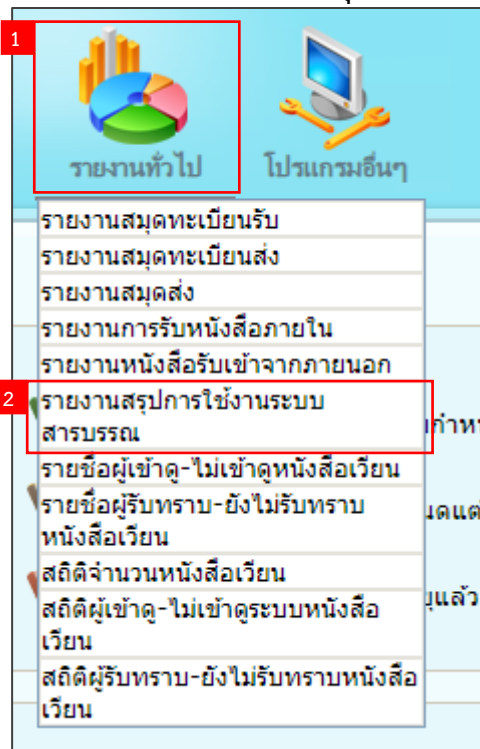 1
รายงานทั่วไป
โปรแกรมอื่นๆ
รายงานสมุดทะเบียนรับ
รายงานสมุดทะเบียนส่ง
รายงานสมุดส่ง
รายงานการรับหนังสือภายใน
รายงานหนังสือรับเข้าจากภายนอก
2
รายงานสรุปการใช้งานระบบ
สารบรรณ
รายชื่อผู้เข้าดู-ไม่เข้าดูหนังสือเวียน
รายชื่อผู้รับทราบ-ยังไม่รับทราบ
หนังสือเวียน
สถิติจำนวนหนังสือเวียน
สถิติผู้เข้าดู-ไม่เข้าดูระบบหนังสือ
เวียน
สถิติผู้รับทราบ-ยังไม่รับทราบหนังสือ
เวียน